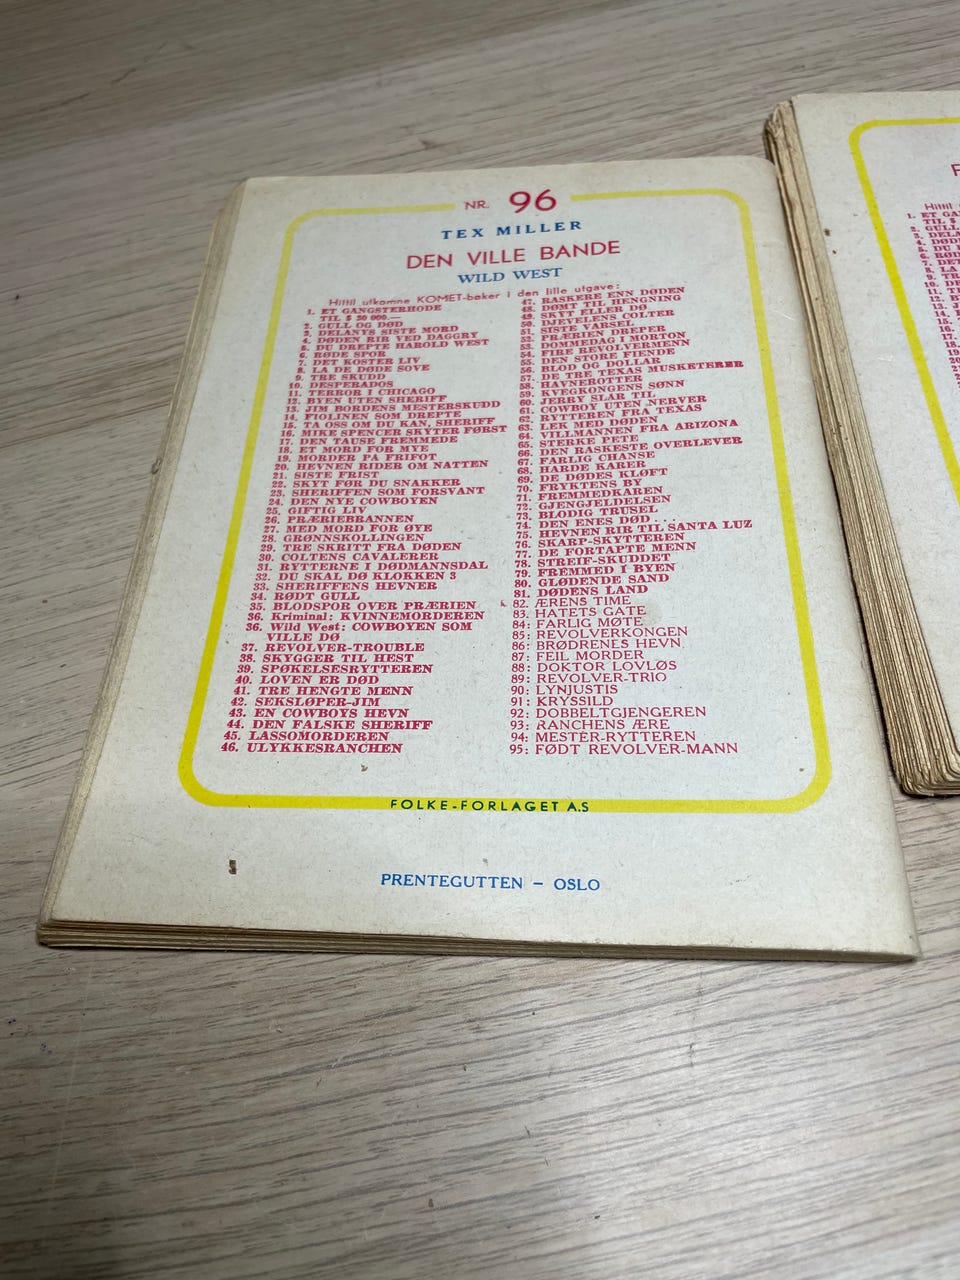 NR. 96
TEX MILLER
DEN VILLE BANDE
WILD WEST
Hittil utkomne KOMET-bøker i den lille utgave:
1. ET GANGSTERHODE
TIL $ 20 000.—
2. GULL OG DØD
3. DELANYS SISTE MORD
4. DØDEN RIR VED DAGGRY
5. DU DREPTE HAROLD WEST
6. RØDE SPOR
7. DET KOSTER LIV
8. LA DE DØDE SOVE
9. TRE SKUDD
10. DESPERADOS
11. TERROR I CHICAGO
12. BYEN UTEN SHERIFF
13. JIM BORDENS MESTERSKUDD
14. FIOLINEN SOM DREPTE
15. TA OSS OM DU KAN, SHERIFF
16. MIKE SPENCER SKYTER FØRST
17. DEN TAUSE FREMMEDE
18. ET MORD FOR MYE
19. MORDER PÅ FRIFOT
20. HEVNEN RIDER OM NATTEN
21. SISTE FRIST
22. SKYT FØR DU SNAKKER
23. SHERIFFEN SOM FORSVANT
24. DEN NYE COWBOYEN
25. GIFTIG LIV
26. PRÆRIEBRANNEN
27. MED MORD FOR ØYE
28. GRØNNSKOLLINGEN
29. TRE SKRITT FRA DØDEN
30. COLTENS CAVALERER
31. RYTTERNE I DØDMANNSDAL
32. DU SKAL DØ KLOKKEN 3
33. SHERIFFENS HEVNER
34. RØDT GULL
35. BLODSPOR OVER PRÆRIEN
36. Kriminal: KVINNEMORDEREN
36. Wild West: COWBOYEN SOM
VILLE DØ
37. REVOLVER-TROUBLE
38. SKYGGER TIL HEST
39. SPØKELSESRYTTEREN
40. LOVEN ER DØD
41. TRE HENGTE MENN
42. SEKSLØPER-JIM
43. EN COWBOYS HEVN
44. DEN FALSKE SHERIFF
45. LASSOMORDEREN
46. ULYKKESRANCHEN
47. RASKERE ENN DØDEN
48. DØMT TIL HENGNING
49. SKYT ELLER DØ
50. DJEVELENS COLTER
51. SISTE VARSEL
52. PRÆRIEN DREPER
53. DOMMEDAG I MORTON
54. FIRE REVOLVERMENN
55. DEN STORE FIENDE
56. BLOD OG DOLLAR
57. DE TRE TEXAS MUSKETERER
58. HAVNEROTTER
59. KVEGKONGENS SØNN
60. JERRY SLÅR TIL
61. COWBOY UTEN NERVER
62. RYTTEREN FRA TEXAS
63. LEK MED DØDEN
64. VILLMANNEN FRA ARIZONA
65. STERKE PETE
66. DEN RASKESTE OVERLEVER
67. FARLIG CHANSE
68. HARDE KARER
69. DE DØDES KLØFT
70. FRYKTENS BY
71. FREMMEDKAREN
72. GJENGJELDELSEN
73. BLODIG TRUSEL
74. DEN ENES DØD . . .
75. HEVNEN RIR TIL SANTA LUZ
76. SKARP-SKYTTEREN
77. DE FORTAPTE MENN
78. STREIF-SKUDDET
79. FREMMED I BYEN
80. GLØDENDE SAND
81. DØDENS LAND
82. ÆRENS TIME
83: HATETS GATE
84: FARLIG MØTE
85: REVOLVERKONGEN
86: BRØDRENES HEVN
87: FEIL MORDER
88: DOKTOR LOVLØS
89: REVOLVER-TRIO
90: LYNJUSTIS
91: KRYSSILD
92: DOBBELTGJENGEREN
93: RANCHENS ÆRE
94: MESTER-RYTTEREN
95: FØDT REVOLVER-MANN
FOLKE-FORLAGET A.S
PRENTEGUTTEN – OSLO